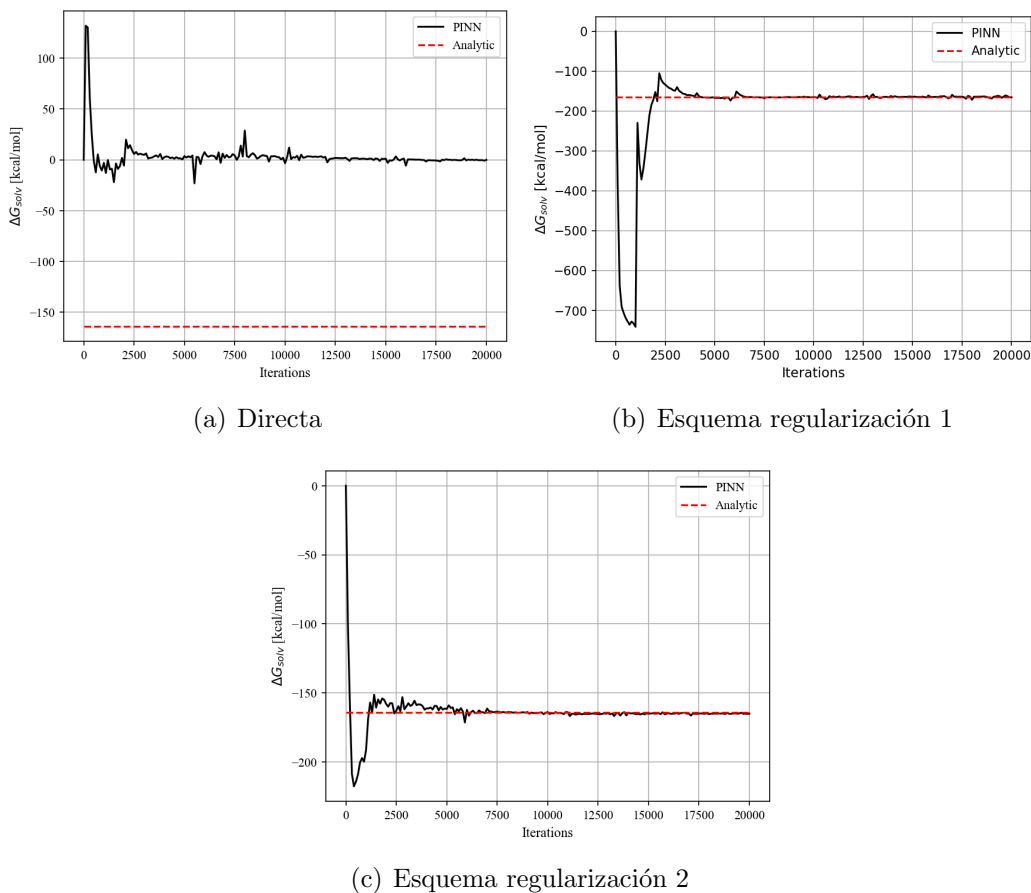 PINN
Analytic
100
50
0
−50
−100
−150
ΔG_solv [kcal/mol]
0 2500 5000 7500 10000 12500 15000 17500 20000
Iterations
(a) Directa
PINN
Analytic
0
−100
−200
−300
−400
−500
−600
−700
ΔG_solv [kcal/mol]
0 2500 5000 7500 10000 12500 15000 17500 20000
Iterations
(b) Esquema regularización 1
PINN
Analytic
0
−50
−100
−150
−200
ΔG_solv [kcal/mol]
0 2500 5000 7500 10000 12500 15000 17500 20000
Iterations
(c) Esquema regularización 2